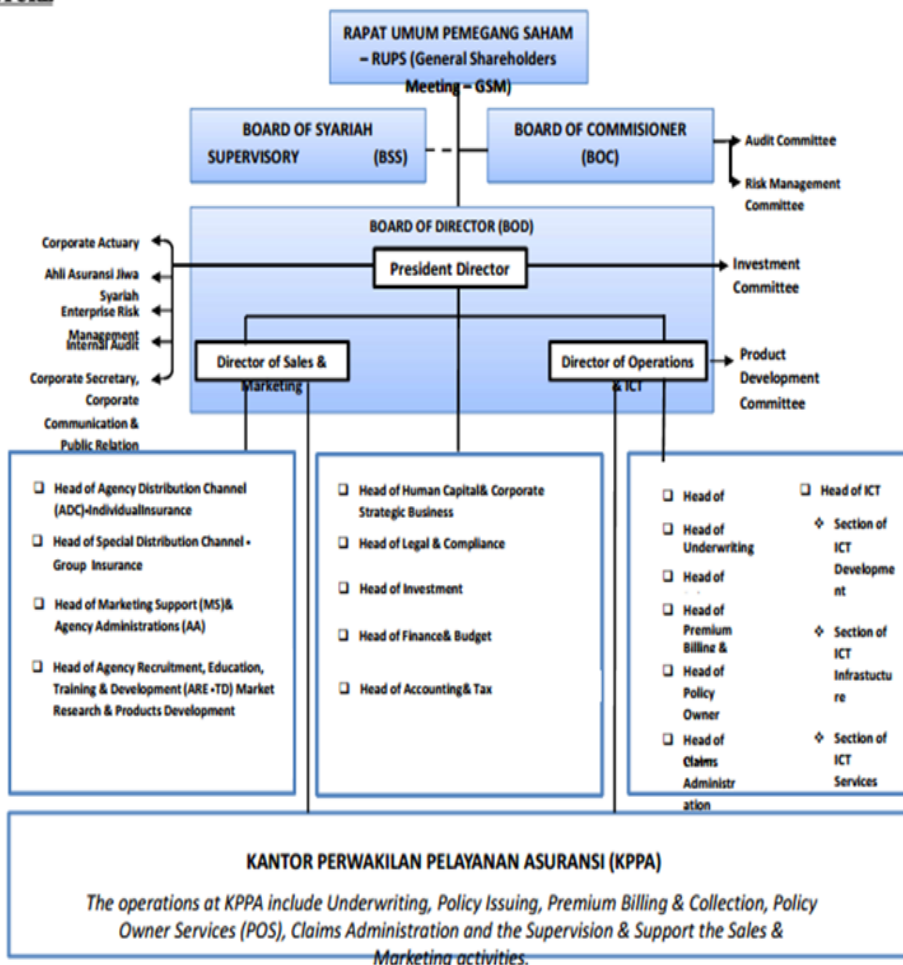 RAPAT UMUM PEMEGANG SAHAM
– RUPS (General Shareholders
Meeting – GSM)
BOARD OF SYARIAH
SUPERVISORY (BSS)
BOARD OF COMMISIONER
(BOC)
Audit Committee
Risk Management
Committee
BOARD OF DIRECTOR (BOD)
President Director
Corporate Actuary
Ahli Asuransi Jiwa
Syariah
Enterprise Risk
Management
Internal Audit
Corporate Secretary,
Corporate
Communication &
Public Relation
Investment
Committee
Director of Sales &
Marketing
Director of Operations
& ICT
Product
Development
Committee
❑ Head of Agency Distribution Channel
(ADC)•IndividualInsurance
❑ Head of Special Distribution Channel •
Group Insurance
❑ Head of Marketing Support (MS)&
Agency Administrations (AA)
❑ Head of Agency Recruitment, Education,
Training & Development (ARE •TD) Market
Research & Products Development
❑ Head of Human Capital& Corporate
Strategic Business
❑ Head of Legal & Compliance
❑ Head of Investment
❑ Head of Finance& Budget
❑ Head of Accounting& Tax
❑ Head of
❑ Head of
Underwriting
❑ Head of
❑ Head of
Premium
Billing &
❑ Head of
Policy
Owner
❑ Head of
Claims
Administr
ation
❑ Head of ICT
❖ Section of
ICT
Developme
nt
❖ Section of
ICT
Infrastuctu
re
❖ Section of
ICT
Services
KANTOR PERWAKILAN PELAYANAN ASURANSI (KPPA)
The operations at KPPA include Underwriting, Policy Issuing, Premium Billing & Collection, Policy
Owner Services (POS), Claims Administration and the Supervision & Support the Sales &
Marketing activities.